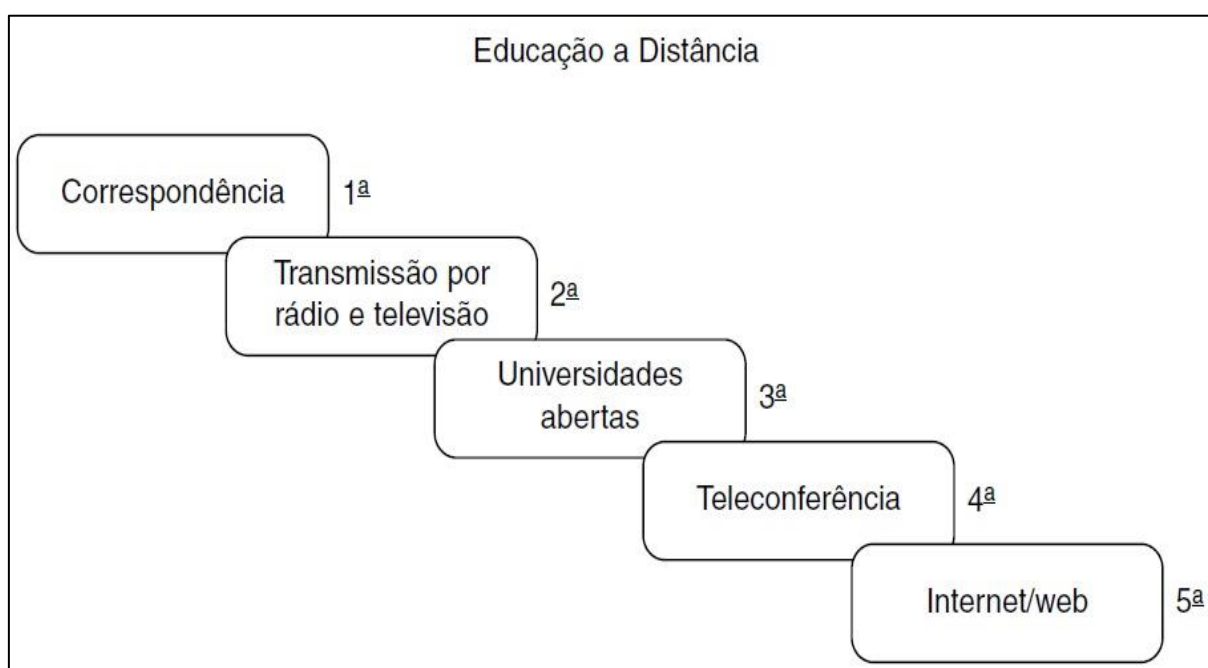 Educação a Distância
Correspondência
1ª
Transmissão por
rádio e televisão
2ª
Universidades
abertas
3ª
Teleconferência
4ª
Internet/web
5ª